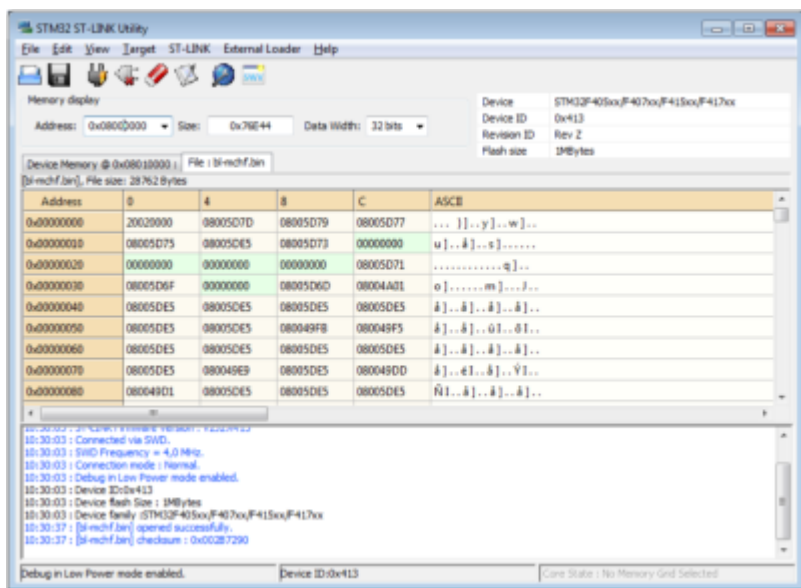 STM32 ST-LINK Utility
File Edit View Target ST-LINK External Loader Help
Memory display
Address: 0x08000000 Size: 0x76E44 Data Width: 32 bits
Device STM32F405xx/F407xx/F415xx/F417xx
Device ID 0x413
Revision ID Rev Z
Flash size 1MBytes
Device Memory @ 0x08010000 : File : bl-mchf.bin
[bl-mchf.bin], File size: 28762 Bytes
Address 0 4 8 C ASCII
0x00000000 20020000 08005D7D 08005D79 08005D77 ... }]..y]..w]..
0x00000010 08005D75 08005DE5 08005D73 00000000 u]..å]..s]......
0x00000020 00000000 00000000 00000000 08005D71 ............q]..
0x00000030 08005D6F 00000000 08005D6D 08004A01 o]......m]...J..
0x00000040 08005DE5 08005DE5 08005DE5 08005DE5 å]..å]..å]..å]..
0x00000050 08005DE5 08005DE5 080049FB 080049F5 å]..å]..ûI..õI..
0x00000060 08005DE5 08005DE5 08005DE5 08005DE5 å]..å]..å]..å]..
0x00000070 08005DE5 080049E9 08005DE5 080049DD å]..éI..å]..ÝI..
0x00000080 080049D1 08005DE5 08005DE5 08005DE5 ÑI..å]..å]..å]..
10:30:03 : Connected via SWD.
10:30:03 : SWD Frequency = 4,0 MHz.
10:30:03 : Connection mode : Normal.
10:30:03 : Debug in Low Power mode enabled.
10:30:03 : Device ID:0x413
10:30:03 : Device flash Size : 1MBytes
10:30:03 : Device family :STM32F405xx/F407xx/F415xx/F417xx
10:30:37 : [bl-mchf.bin] opened successfully.
10:30:37 : [bl-mchf.bin] checksum : 0x002B7290
Debug in Low Power mode enabled. Device ID:0x413 Core State : No Memory Grid Selected